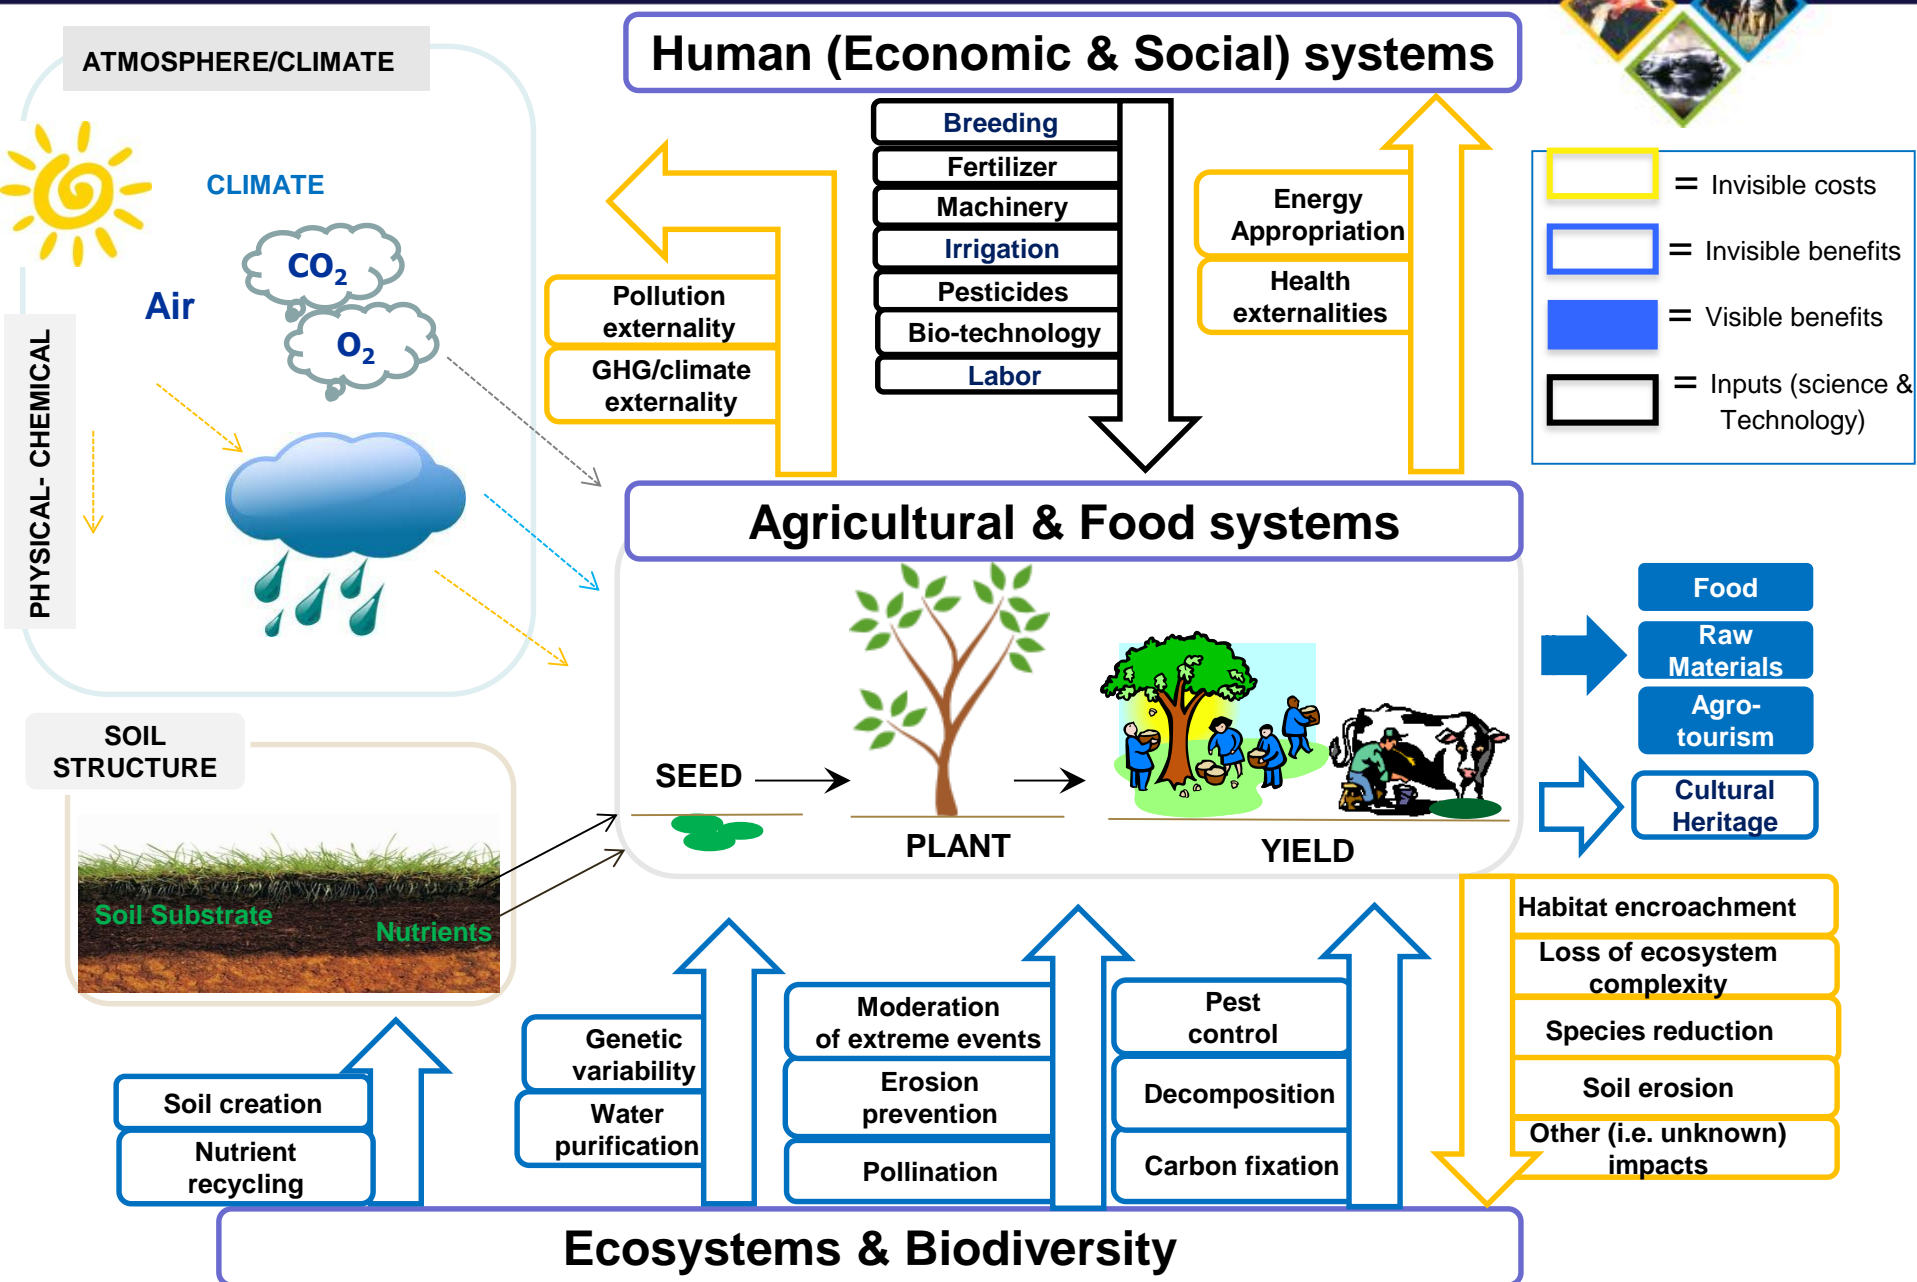 ATMOSPHERE/CLIMATE
Human (Economic & Social) systems
CLIMATE
CO2
Air
O2
PHYSICAL- CHEMICAL
Pollution
externality
GHG/climate
externality
Breeding
Fertilizer
Machinery
Irrigation
Pesticides
Bio-technology
Labor
Energy
Appropriation
Health
externalities
= Invisible costs
= Invisible benefits
= Visible benefits
= Inputs (science &
Technology)
Agricultural & Food systems
SEED
PLANT
YIELD
Food
Raw
Materials
Agro-
tourism
Cultural
Heritage
SOIL
STRUCTURE
Soil Substrate
Nutrients
Soil creation
Nutrient
recycling
Genetic
variability
Water
purification
Moderation
of extreme events
Erosion
prevention
Pollination
Pest
control
Decomposition
Carbon fixation
Habitat encroachment
Loss of ecosystem
complexity
Species reduction
Soil erosion
Other (i.e. unknown)
impacts
Ecosystems & Biodiversity